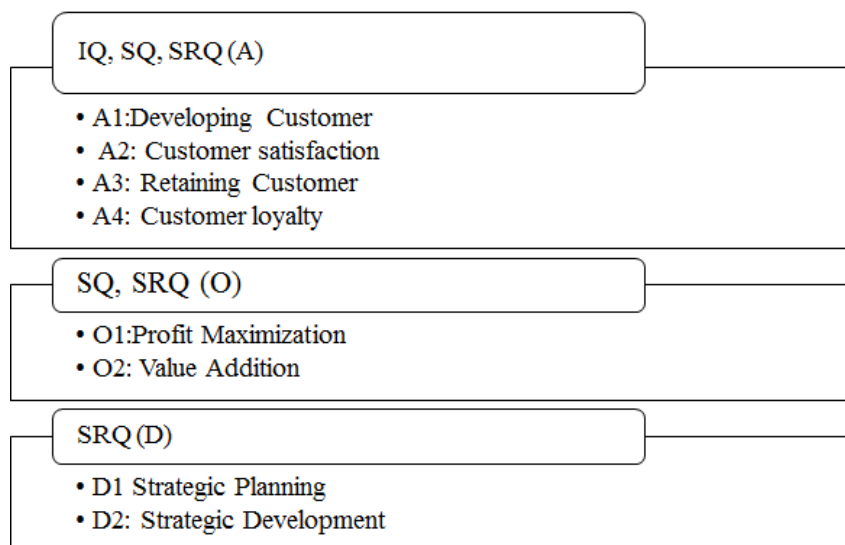 IQ, SQ, SRQ (A)
• A1:Developing Customer
• A2: Customer satisfaction
• A3: Retaining Customer
• A4: Customer loyalty
SQ, SRQ (O)
• O1:Profit Maximization
• O2: Value Addition
SRQ (D)
• D1 Strategic Planning
• D2: Strategic Development